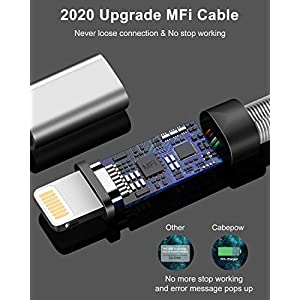 2020 Upgrade MFi Cable
Never loose connection & No stop working
MFi
Other
Cabepow
No more stop working
and error message pops up